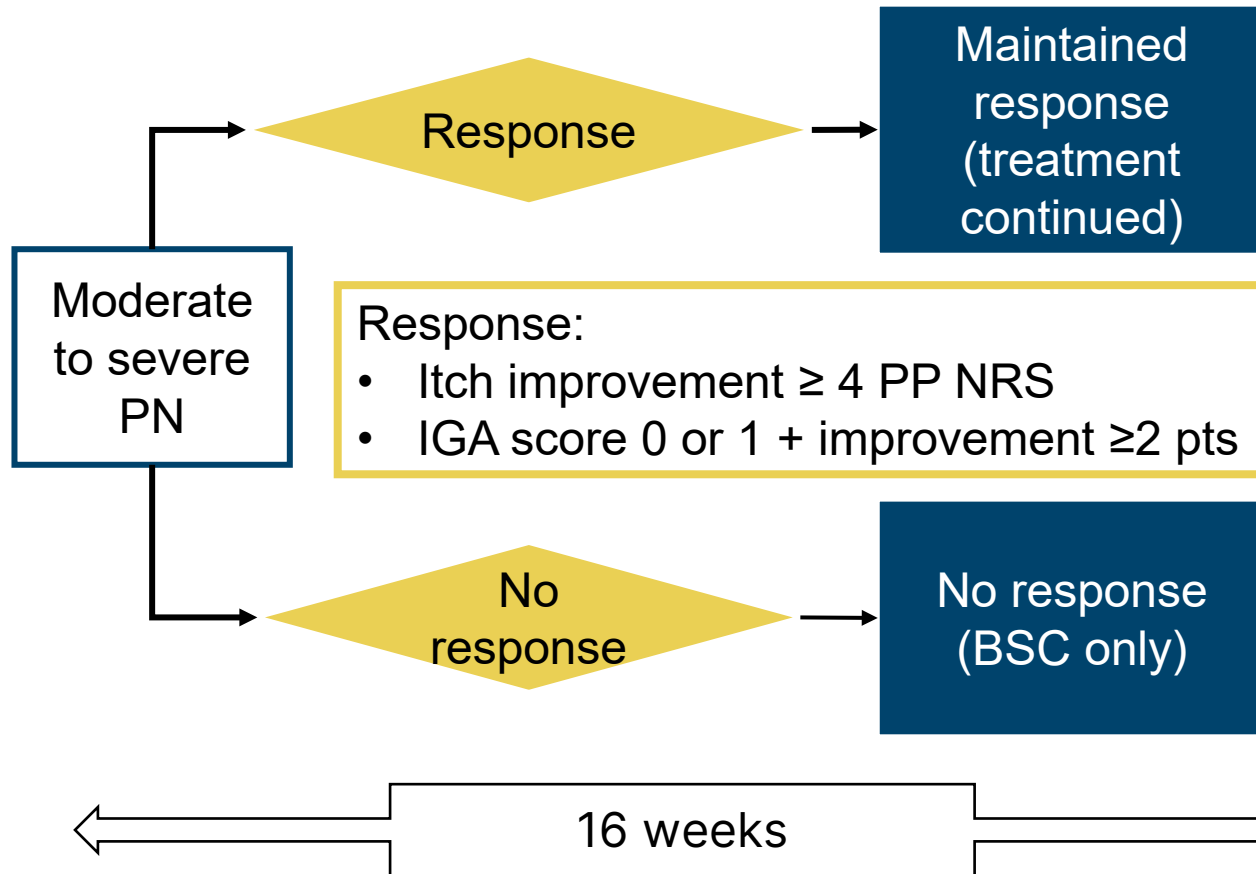 Response
Maintained
response
(treatment
continued)
Moderate
to severe
PN
Response:
• Itch improvement ≥ 4 PP NRS
• IGA score 0 or 1 + improvement ≥2 pts
No
response
No response
(BSC only)
16 weeks